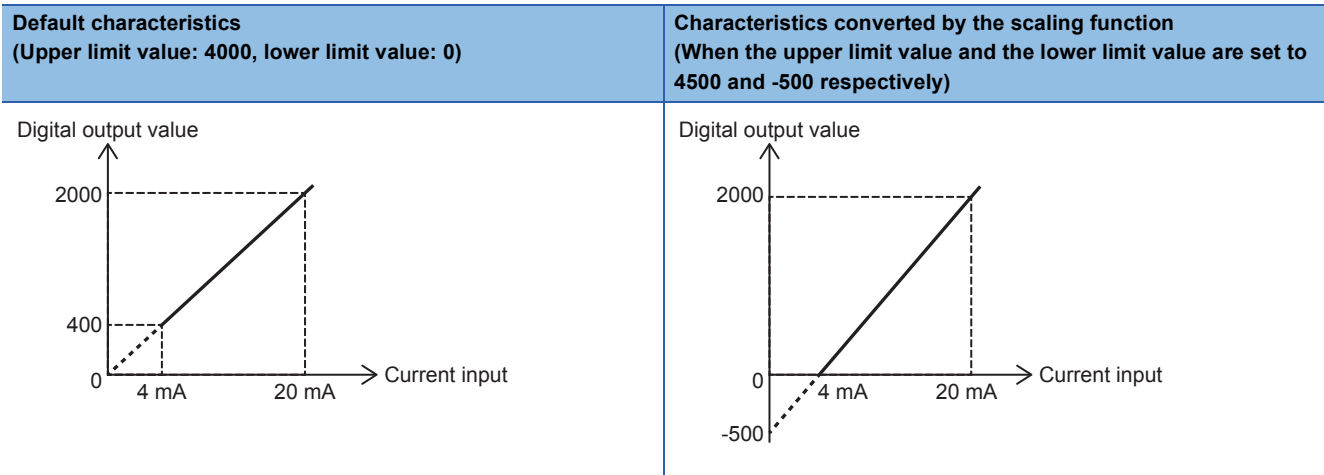 Default characteristics
(Upper limit value: 4000, lower limit value: 0)
Characteristics converted by the scaling function
(When the upper limit value and the lower limit value are set to
4500 and -500 respectively)
Digital output value
2000
400
0
4 mA
20 mA
Current input
Digital output value
2000
0
4 mA
20 mA
Current input
-500